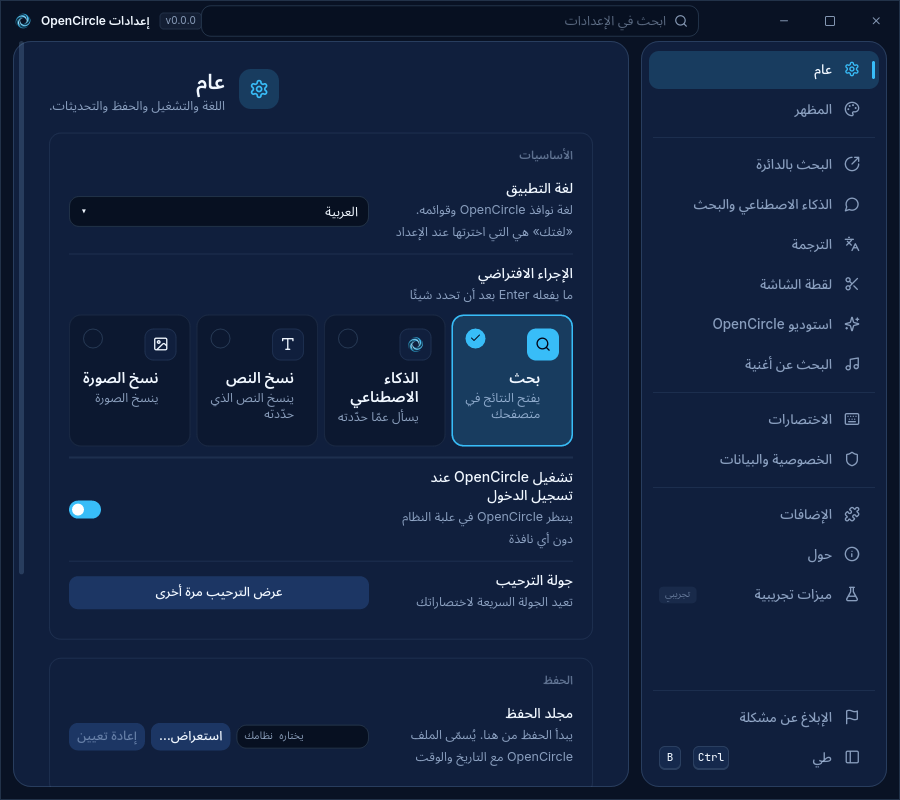 إعدادات OpenCircle
v0.0.0
ابحث في الإعدادات
عام
المظهر
البحث بالدائرة
الذكاء الاصطناعي والبحث
الترجمة
لقطة الشاشة
استوديو OpenCircle
البحث عن أغنية
الاختصارات
الخصوصية والبيانات
الإضافات
حول
ميزات تجريبية
تجريبي
الإبلاغ عن مشكلة
طي
Ctrl
B
عام
اللغة والتشغيل والحفظ والتحديثات.
الأساسيات
لغة التطبيق
لغة نوافذ OpenCircle وقوائمه.
«لغتك» هي التي اخترتها عند الإعداد
العربية
الإجراء الافتراضي
ما يفعله Enter بعد أن تحدد شيئًا
بحث
يفتح النتائج في
متصفحك
الذكاء
الاصطناعي
يسأل عمّا حدّدته
نسخ النص
ينسخ النص الذي
حدّدته
نسخ الصورة
ينسخ الصورة
تشغيل OpenCircle عند
تسجيل الدخول
ينتظر OpenCircle في علبة النظام
دون أي نافذة
جولة الترحيب
تعيد الجولة السريعة لاختصاراتك
عرض الترحيب مرة أخرى
الحفظ
مجلد الحفظ
يبدأ الحفظ من هنا. يُسمّى الملف
OpenCircle مع التاريخ والوقت
يختاره نظامك
استعراض...
إعادة تعيين